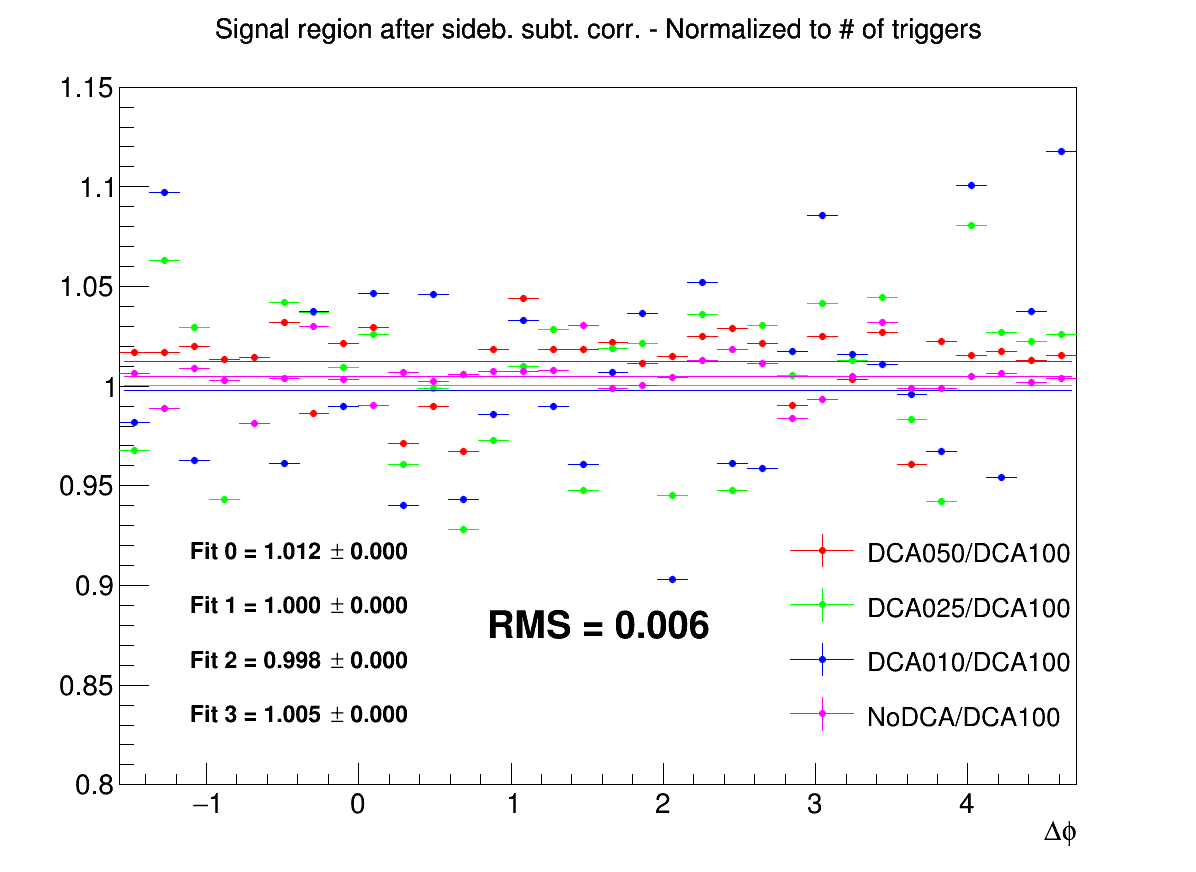 Signal region after sideb. subt. corr. - Normalized to # of triggers
1.15
1.1
1.05
1
0.95
0.9
0.85
0.8
Fit 0 = 1.012 ± 0.000
Fit 1 = 1.000 ± 0.000
Fit 2 = 0.998 ± 0.000
Fit 3 = 1.005 ± 0.000
RMS = 0.006
DCA050/DCA100
DCA025/DCA100
DCA010/DCA100
NoDCA/DCA100
−1 0 1 2 3 4
Δϕ